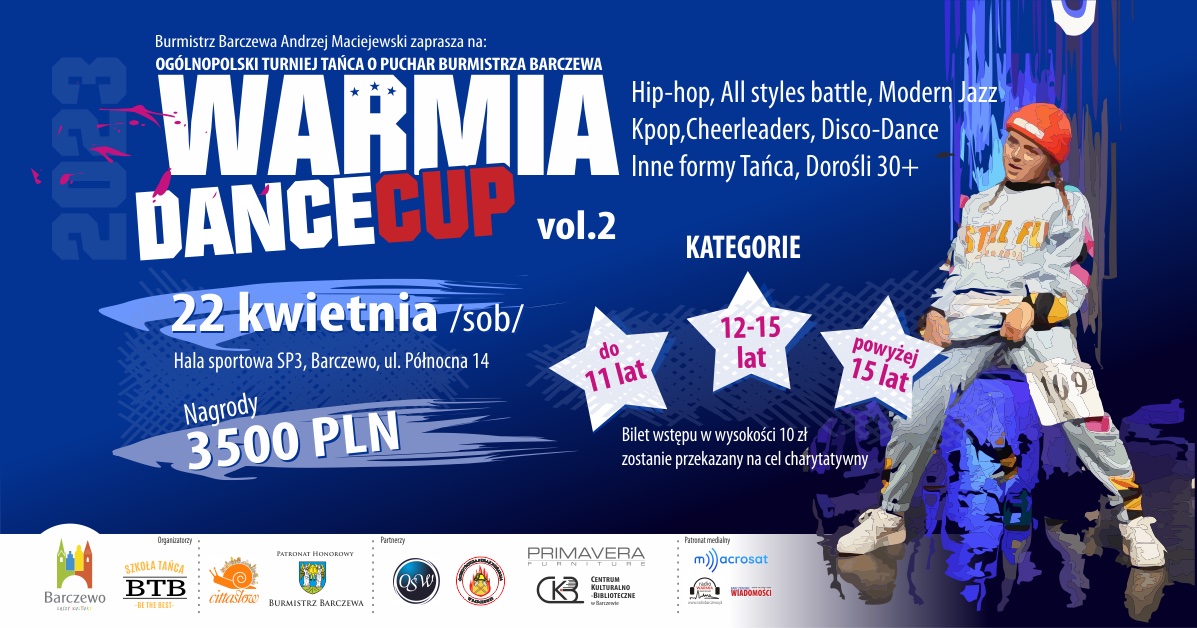 2023
Burmistrz Barczewa Andrzej Maciejewski zaprasza na:
OGÓLNOPOLSKI TURNIEJ TAŃCA O PUCHAR BURMISTRZA BARCZEWA
WARMIA
DANCECUP
vol.2
Hip-hop, All styles battle, Modern Jazz
Kpop,Cheerleaders, Disco-Dance
Inne formy Tańca, Dorośli 30+
22 kwietnia /sob/
Hala sportowa SP3, Barczewo, ul. Północna 14
Nagrody
3500 PLN
KATEGORIE
do
11 lat
12-15
lat
powyżej
15 lat
Bilet wstępu w wysokości 10 zł
zostanie przekazany na cel charytatywny
109
Barczewo
Organizatorzy
SZKOŁA TAŃCA
BTB
-BE THE BEST-
cittaslow
PATRONAT HONOROWY
BURMISTRZ BARCZEWA
Partnerzy
OgW
PRIMAVERA
FURNITURE
CKB
CENTRUM
KULTURALNO
-BIBLIOTECZNE
w Barczewie
Patronat medialny
m))acrosat
radio
WIADOMOŚCI